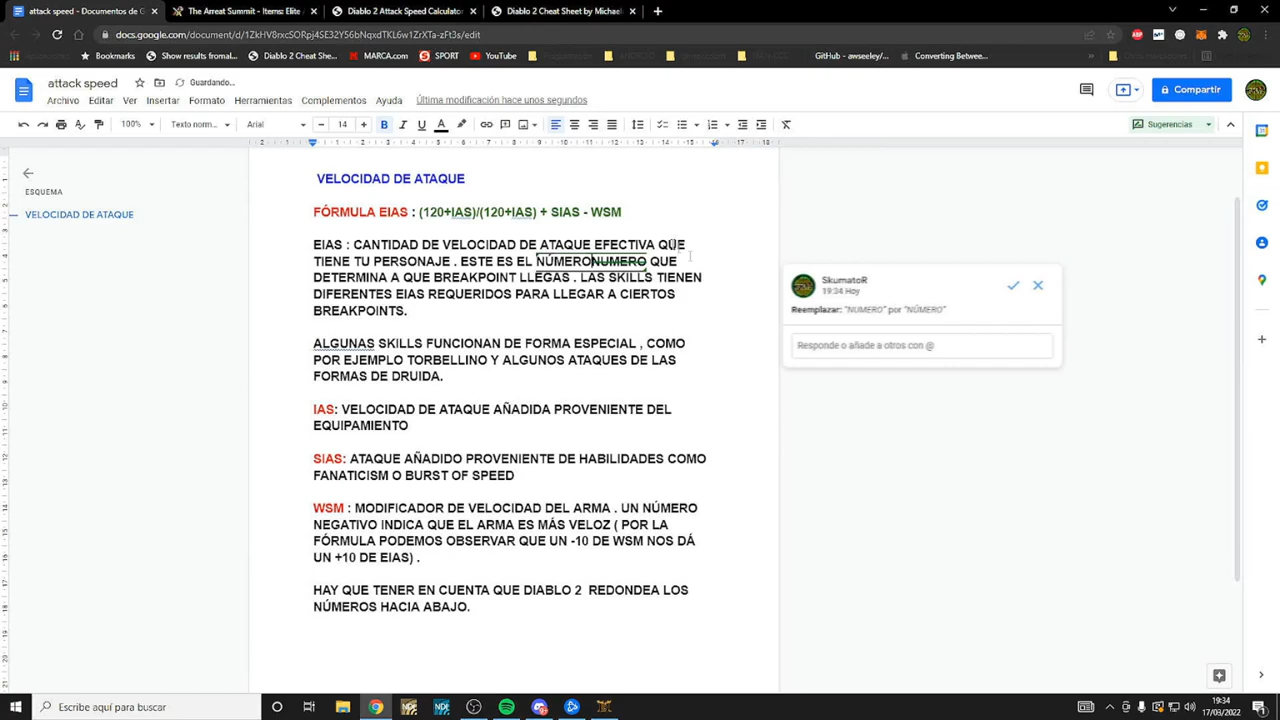 attack speed - Documentos de G
The Arreat Summit - Items: Elite
Diablo 2 Attack Speed Calculator
Diablo 2 Cheat Sheet by Michael
docs.google.com/document/d/1ZkHV8rxcSORpj4SE32Y56bWSNqxdTKL6w1ZrXTa-zt3s/edit
Bookmarks
Show results from d...
Diablo 2 Cheat Shee...
MARCA.com
SPORT
YouTube
GitHub - awseeley/...
Converting Betwee...
attack speed
Guardando...
Archivo Editar Ver Insertar Formato Herramientas Complementos Ayuda
Última modificación hace unos segundos
Compartir
100%
Texto norm...
Arial
14
Sugerencias
ESQUEMA
VELOCIDAD DE ATAQUE
VELOCIDAD DE ATAQUE
FÓRMULA EIAS : (120+IAS)/(120+IAS) + SIAS - WSM
EIAS : CANTIDAD DE VELOCIDAD DE ATAQUE EFECTIVA QUE
TIENE TU PERSONAJE . ESTE ES EL NÚMERONUMERO QUE
DETERMINA A QUE BREAKPOINT LLEGAS . LAS SKILLS TIENEN
DIFERENTES EIAS REQUERIDOS PARA LLEGAR A CIERTOS
BREAKPOINTS.
ALGUNAS SKILLS FUNCIONAN DE FORMA ESPECIAL , COMO
POR EJEMPLO TORBELLINO Y ALGUNOS ATAQUES DE LAS
FORMAS DE DRUIDA.
IAS: VELOCIDAD DE ATAQUE AÑADIDA PROVENIENTE DEL
EQUIPAMIENTO
SIAS: ATAQUE AÑADIDO PROVENIENTE DE HABILIDADES COMO
FANATICISM O BURST OF SPEED
WSM : MODIFICADOR DE VELOCIDAD DEL ARMA . UN NÚMERO
NEGATIVO INDICA QUE EL ARMA ES MÁS VELOZ ( POR LA
FÓRMULA PODEMOS OBSERVAR QUE UN -10 DE WSM NOS DÁ
UN +10 DE EIAS) .
HAY QUE TENER EN CUENTA QUE DIABLO 2 REDONDEA LOS
NÚMEROS HACIA ABAJO.
SkumatoR
19:34 Hoy
Reemplazar: "NUMERO" por "NÚMERO"
Responde o añade a otros con @
Escribe aquí para buscar
19:34
17/03/2022